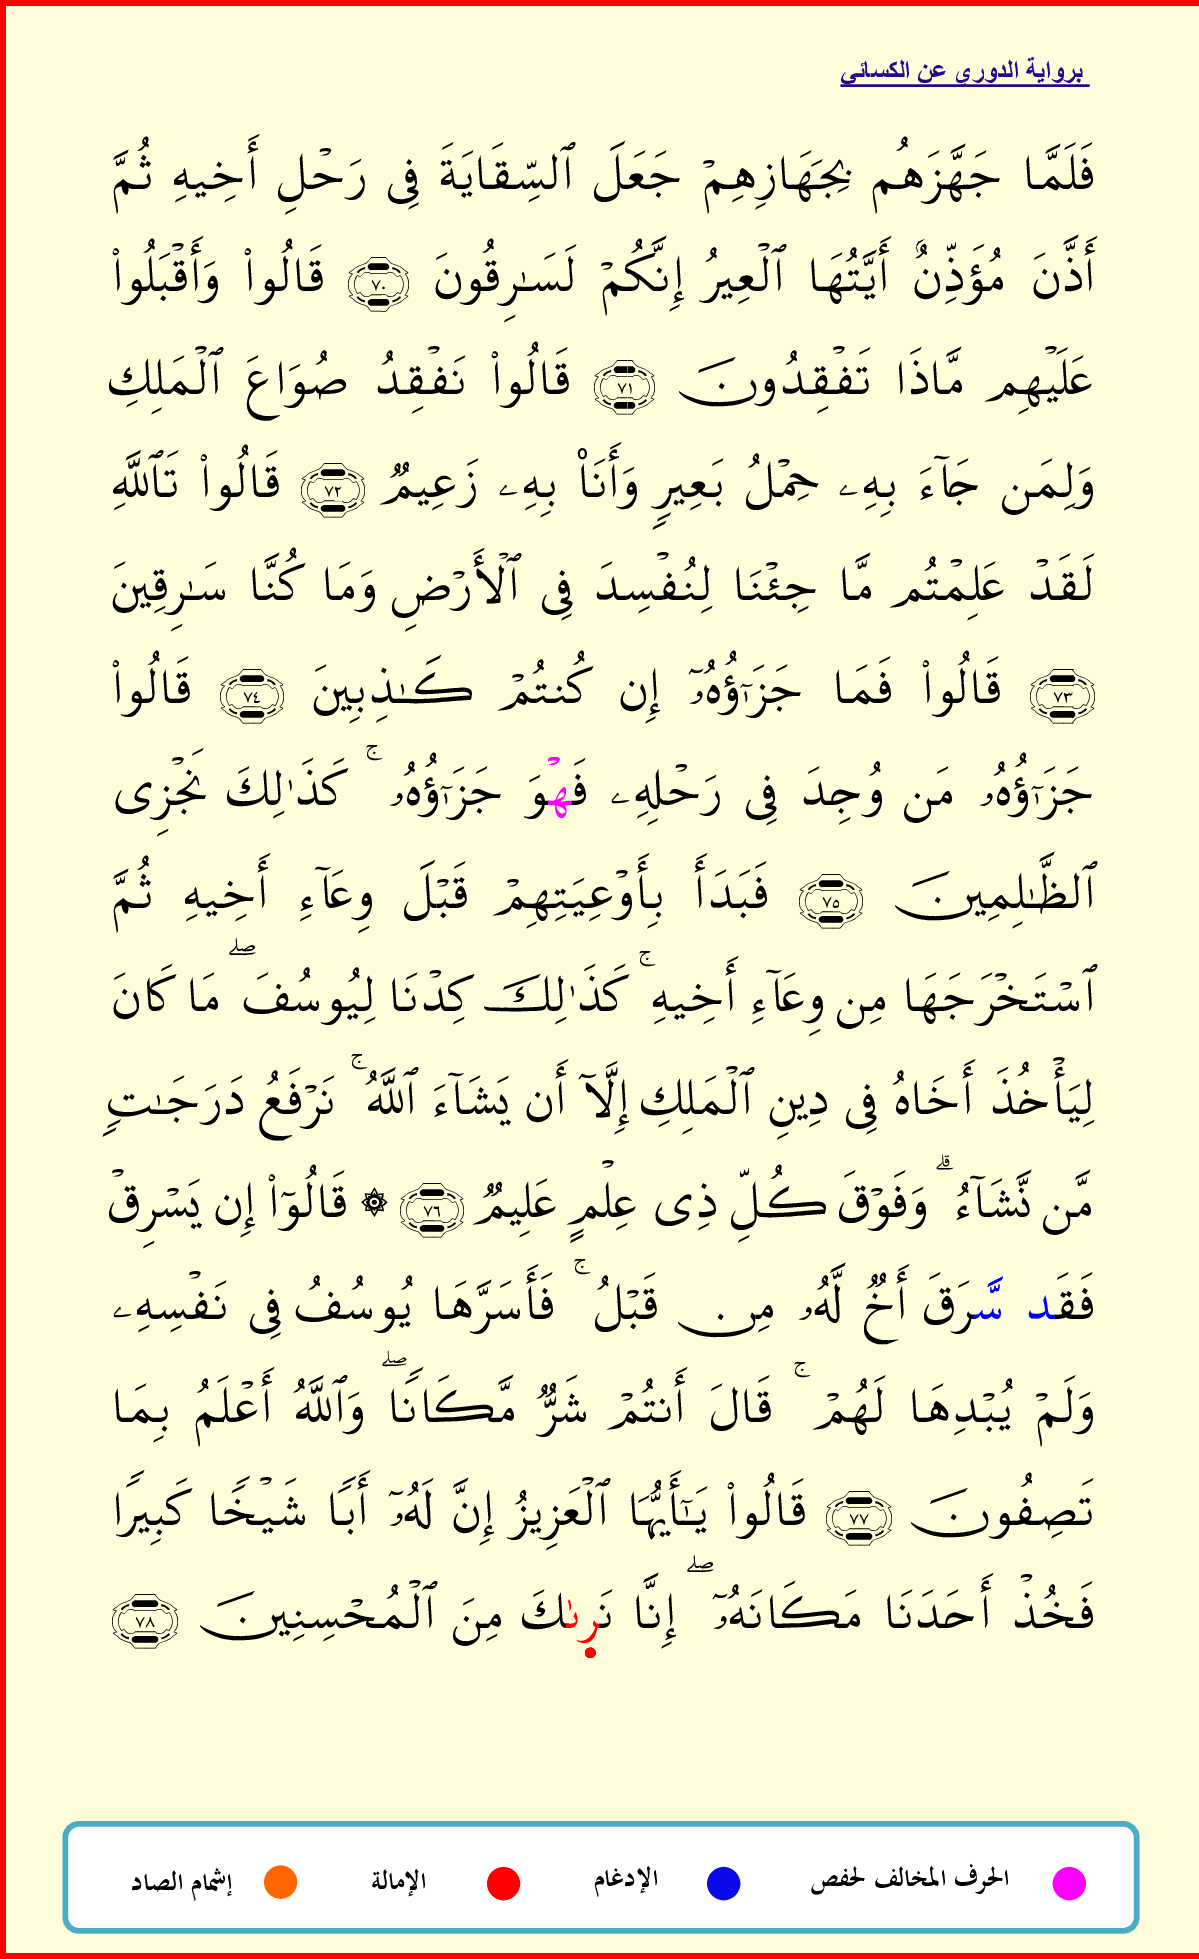 برواية الدوري عن الكسائي
فَلَمَّا جَهَّزَهُم بِجَهَازِهِمۡ جَعَلَ ٱلسِّقَايَةَ فِي رَحۡلِ أَخِيهِ ثُمَّ
أَذَّنَ مُؤَذِّنٌ أَيَّتُهَا ٱلۡعِيرُ إِنَّكُمۡ لَسَٰرِقُونَ ٧٠ قَالُواْ وَأَقۡبَلُواْ
عَلَيۡهِم مَّاذَا تَفۡقِدُونَ ٧١ قَالُواْ نَفۡقِدُ صُوَاعَ ٱلۡمَلِكِ
وَلِمَن جَآءَ بِهِۦ حِمۡلُ بَعِيرٖ وَأَنَا۠ بِهِۦ زَعِيمٞ ٧٢ قَالُواْ تَٱللَّهِ
لَقَدۡ عَلِمۡتُم مَّا جِئۡنَا لِنُفۡسِدَ فِي ٱلۡأَرۡضِ وَمَا كُنَّا سَٰرِقِينَ
٧٣ قَالُواْ فَمَا جَزَٰٓؤُهُۥٓ إِن كُنتُمۡ كَٰذِبِينَ ٧٤ قَالُواْ
جَزَٰٓؤُهُۥ مَن وُجِدَ فِي رَحۡلِهِۦ فَهۡوَ جَزَٰٓؤُهُۥۚ كَذَٰلِكَ نَجۡزِي
ٱلظَّٰلِمِينَ ٧٥ فَبَدَأَ بِأَوۡعِيَتِهِمۡ قَبۡلَ وِعَآءِ أَخِيهِ ثُمَّ
ٱسۡتَخۡرَجَهَا مِن وِعَآءِ أَخِيهِۚ كَذَٰلِكَ كِدۡنَا لِيُوسُفَۖ مَا كَانَ
لِيَأۡخُذَ أَخَاهُ فِي دِينِ ٱلۡمَلِكِ إِلَّآ أَن يَشَآءَ ٱللَّهُۚ نَرۡفَعُ دَرَجَٰتٖ
مَّن نَّشَآءُۗ وَفَوۡقَ كُلِّ ذِي عِلۡمٍ عَلِيمٞ ٧٦ ۞ قَالُوٓاْ إِن يَسۡرِقۡ
فَقَد سَّرَقَ أَخٞ لَّهُۥ مِن قَبۡلُۚ فَأَسَرَّهَا يُوسُفُ فِي نَفۡسِهِۦ
وَلَمۡ يُبۡدِهَا لَهُمۡۚ قَالَ أَنتُمۡ شَرّٞ مَّكَانٗاۖ وَٱللَّهُ أَعۡلَمُ بِمَا
تَصِفُونَ ٧٧ قَالُواْ يَٰٓأَيُّهَا ٱلۡعَزِيزُ إِنَّ لَهُۥٓ أَبٗا شَيۡخٗا كَبِيرٗا
فَخُذۡ أَحَدَنَا مَكَانَهُۥٓۖ إِنَّا نَرىٰكَ مِنَ ٱلۡمُحۡسِنِينَ ٧٨
الحرف المخالف لحفص الإدغام الإمالة إشمام الصاد